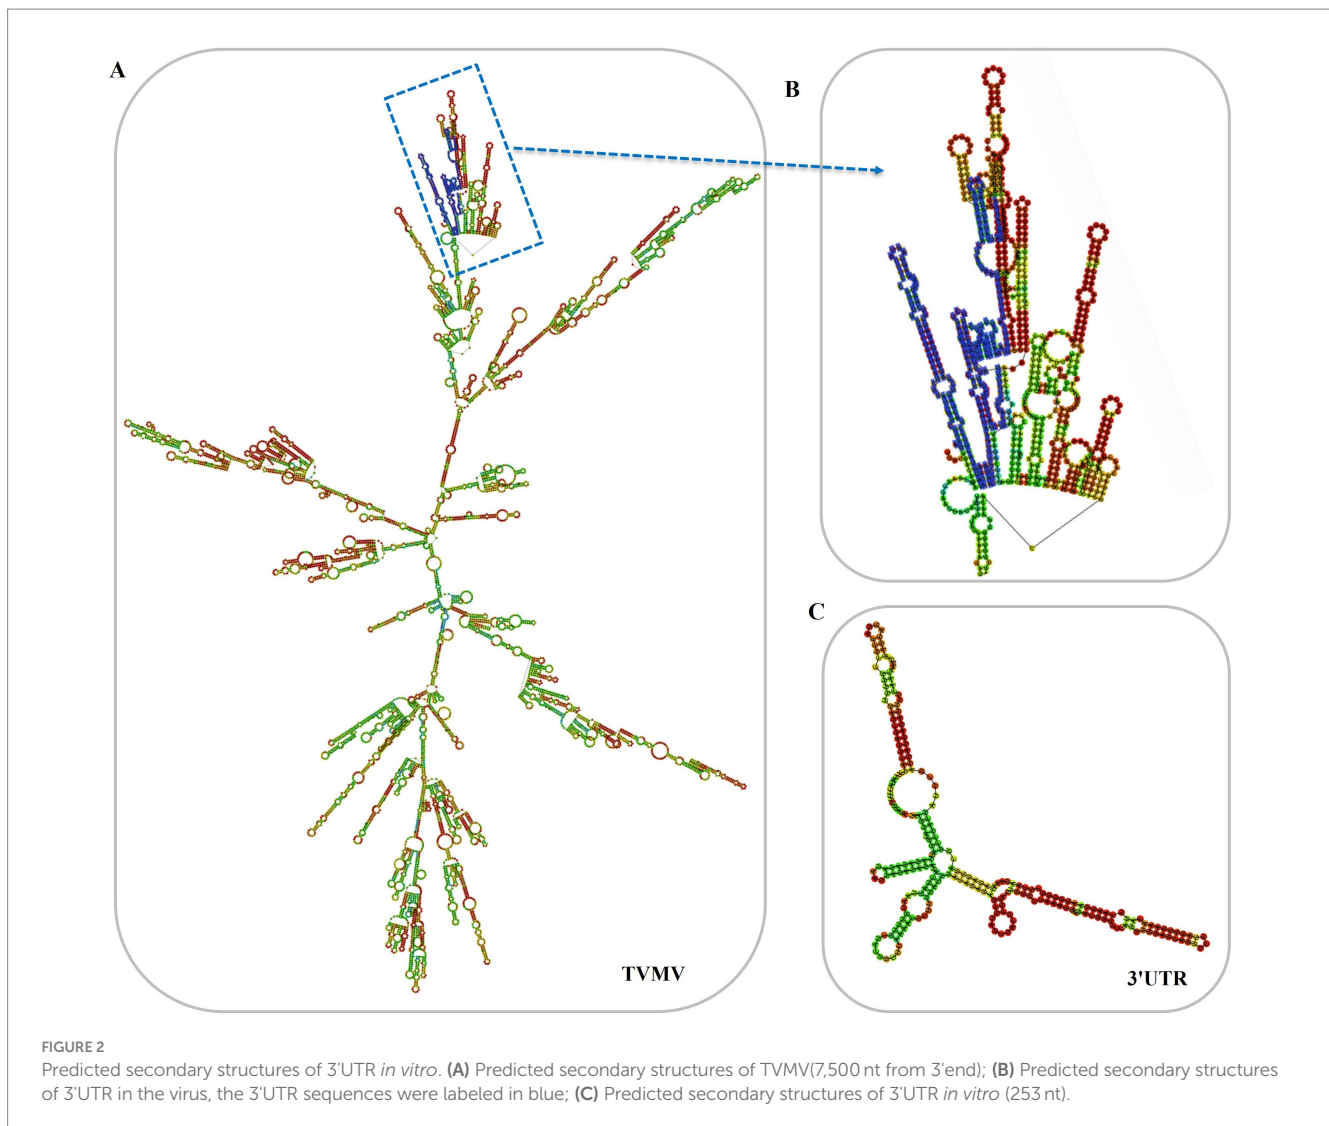 A
B
C
TVMV
3'UTR
FIGURE 2
Predicted secondary structures of 3'UTR in vitro. (A) Predicted secondary structures of TVMV(7,500 nt from 3'end); (B) Predicted secondary structures
of 3'UTR in the virus, the 3'UTR sequences were labeled in blue; (C) Predicted secondary structures of 3'UTR in vitro (253 nt).